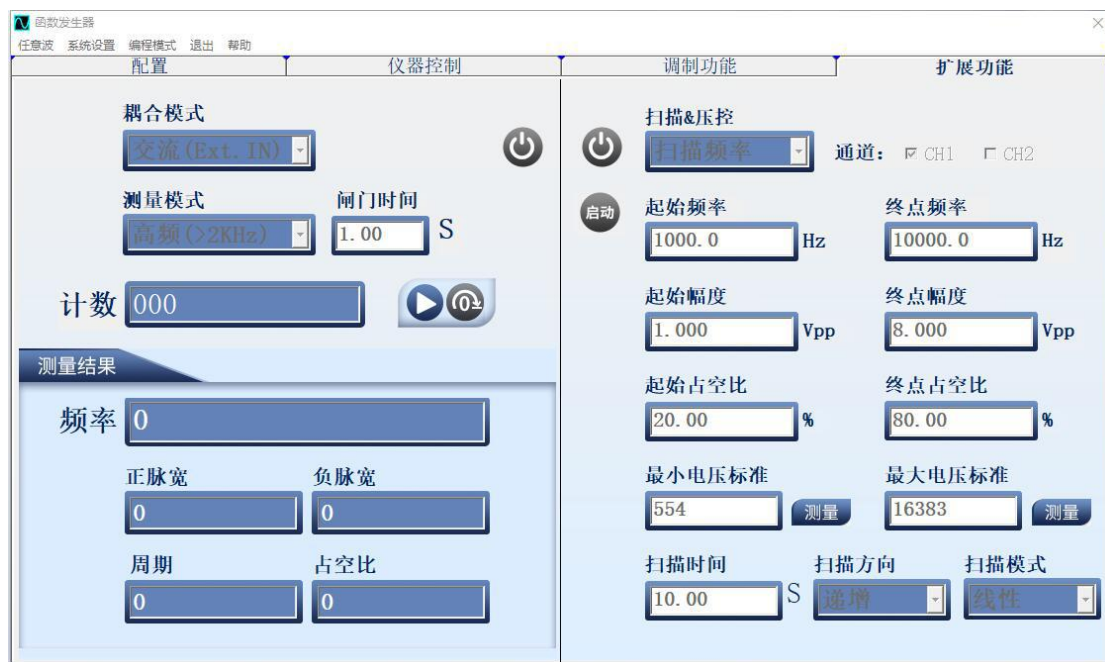 函数发生器
任意波 系统设置 编程模式 退出 帮助
配置 仪器控制 调制功能 扩展功能
耦合模式
交流(Ext.IN)
测量模式 闸门时间
高频(>2KHz) 1.00 S
计数 000
测量结果
频率 0
正脉宽 负脉宽
0 0
周期 占空比
0 0
扫描&压控
扫描频率 通道: CH1 CH2
启动
起始频率 终点频率
1000.0 Hz 10000.0 Hz
起始幅度 终点幅度
1.000 Vpp 8.000 Vpp
起始占空比 终点占空比
20.00 % 80.00 %
最小电压标准 最大电压标准
554 测量 16383 测量
扫描时间 扫描方向 扫描模式
10.00 S 递增 线性